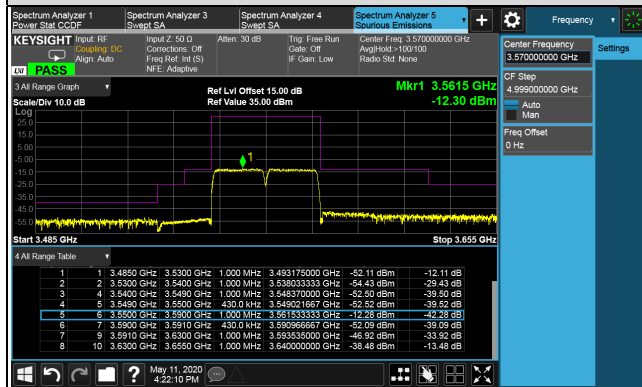 Spectrum Analyzer 1
Power Stat CCDF
Spectrum Analyzer 3
Swept SA
Spectrum Analyzer 4
Swept SA
Spectrum Analyzer 5
Spurious Emissions
Frequency
KEYSIGHT
Input: RF
Coupling: DC
Align: Auto
Input Z: 50 Ω
Corrections: Off
Freq Ref: Int (S)
NFE: Adaptive
Atten: 30 dB
Trig: Free Run
Gate: Off
IF Gain: Low
Center Freq: 3.570000000 GHz
Avg|Hold:>100/100
Radio Std: None
LXI PASS
Center Frequency
3.570000000 GHz
Settings
CF Step
4.999000000 GHz
Auto
Man
Freq Offset
0 Hz
3 All Range Graph
Ref Lvl Offset 15.00 dB
Mkr1 3.5615 GHz
Scale/Div 10.0 dB
Ref Value 35.00 dBm
-12.30 dBm
Log
25.0
15.0
5.00
-5.00
-15.0
-25.0
-35.0
-45.0
-55.0
1
Start 3.485 GHz
Stop 3.655 GHz
4 All Range Table
1 1 3.4850 GHz 3.5300 GHz 1.000 MHz 3.493175000 GHz -52.11 dBm -12.11 dB
2 2 3.5300 GHz 3.5400 GHz 1.000 MHz 3.538033333 GHz -54.43 dBm -29.43 dB
3 4 3.5400 GHz 3.5490 GHz 1.000 MHz 3.548370000 GHz -52.50 dBm -39.50 dB
4 5 3.5490 GHz 3.5500 GHz 430.0 kHz 3.549021667 GHz -52.52 dBm -39.52 dB
5 6 3.5500 GHz 3.5900 GHz 1.000 MHz 3.561533333 GHz -12.28 dBm -42.28 dB
6 7 3.5900 GHz 3.5910 GHz 430.0 kHz 3.590966667 GHz -52.09 dBm -39.09 dB
7 9 3.5910 GHz 3.6300 GHz 1.000 MHz 3.593535000 GHz -46.92 dBm -33.92 dB
8 10 3.6300 GHz 3.6550 GHz 1.000 MHz 3.640000000 GHz -38.48 dBm -13.48 dB
May 11, 2020
4:22:10 PM